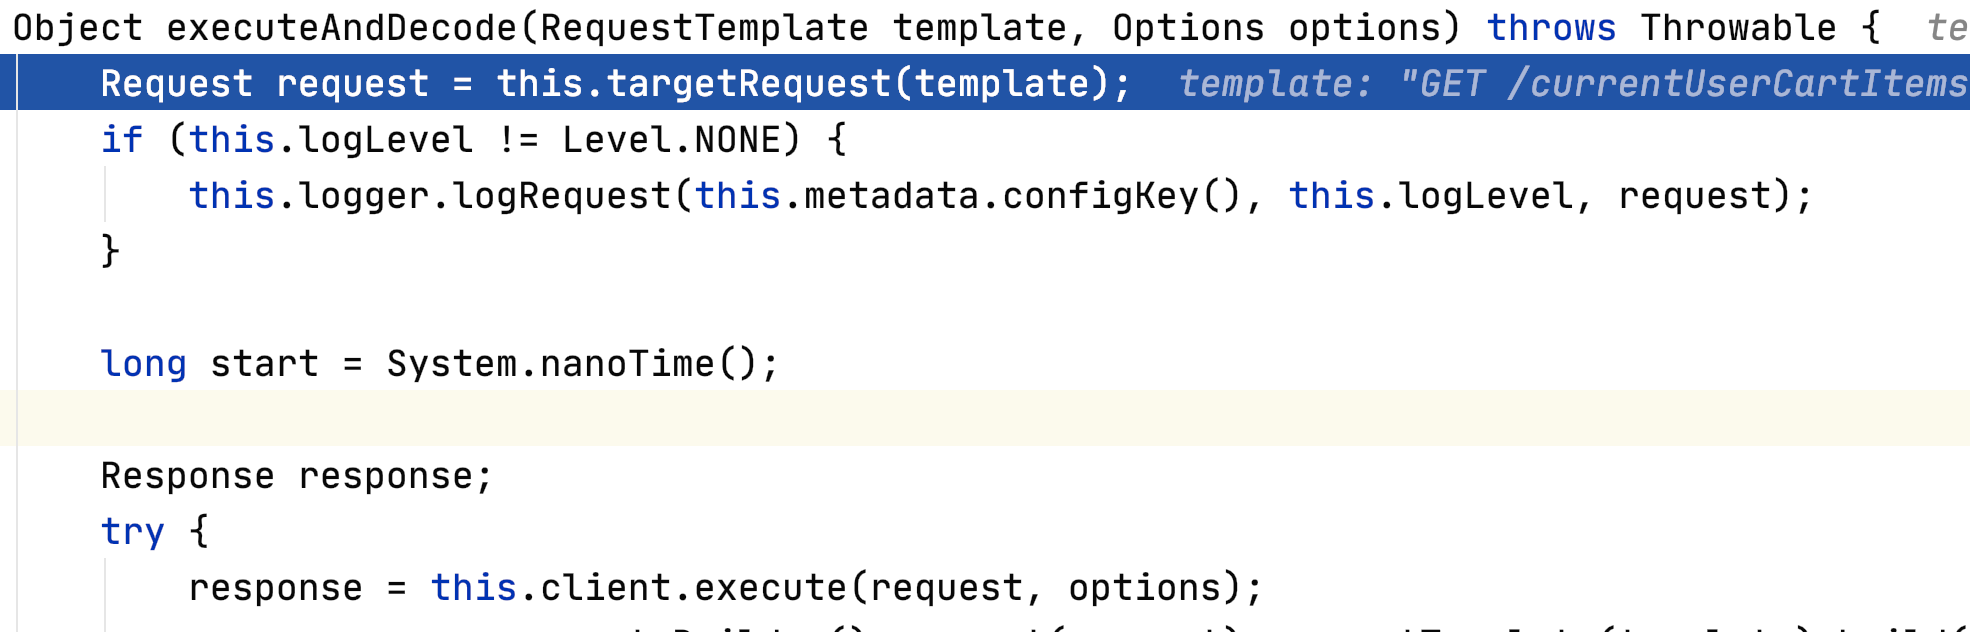 Object executeAndDecode(RequestTemplate template, Options options) throws Throwable {  te
Request request = this.targetRequest(template);  template: "GET /currentUserCartItems
if (this.logLevel != Level.NONE) {
this.logger.logRequest(this.metadata.configKey(), this.logLevel, request);
}
long start = System.nanoTime();
Response response;
try {
response = this.client.execute(request, options);